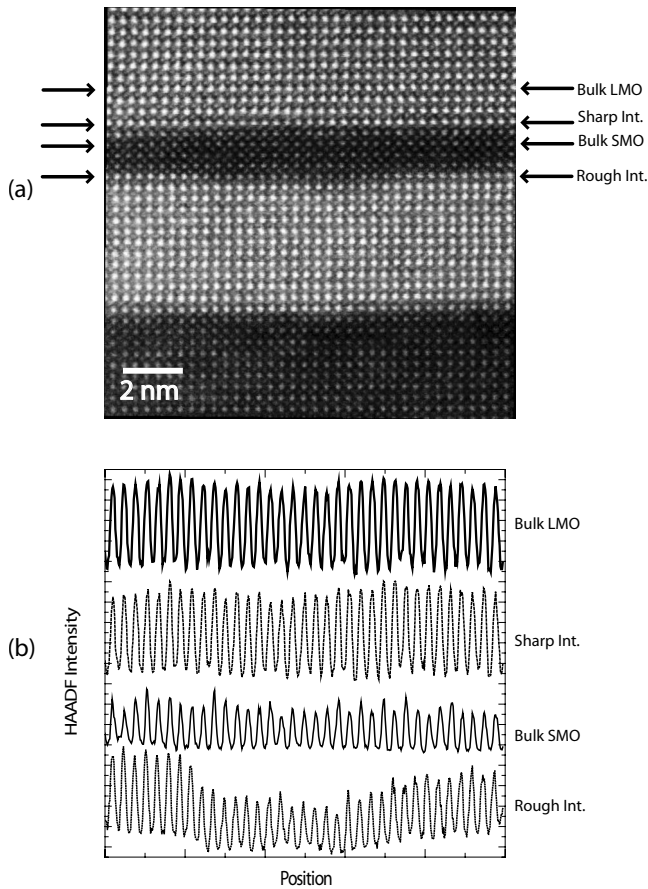 Bulk LMO
Sharp Int.
Bulk SMO
Rough Int.
(a)
2 nm
(b)
HAADF Intensity
Bulk LMO
Sharp Int.
Bulk SMO
Rough Int.
Position